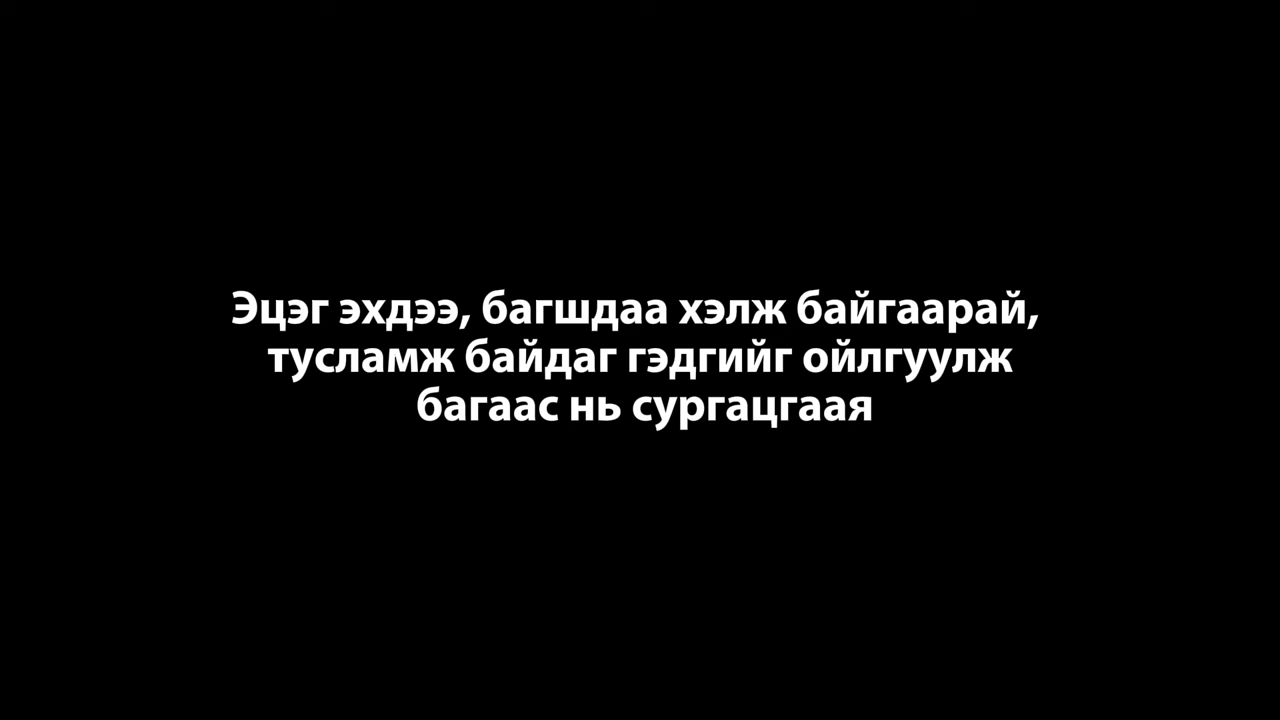 Эцэг эхдээ, багшдаа хэлж байгаарай,
тусламж байдаг гэдгийг ойлгуулж
багаас нь сургацгаая